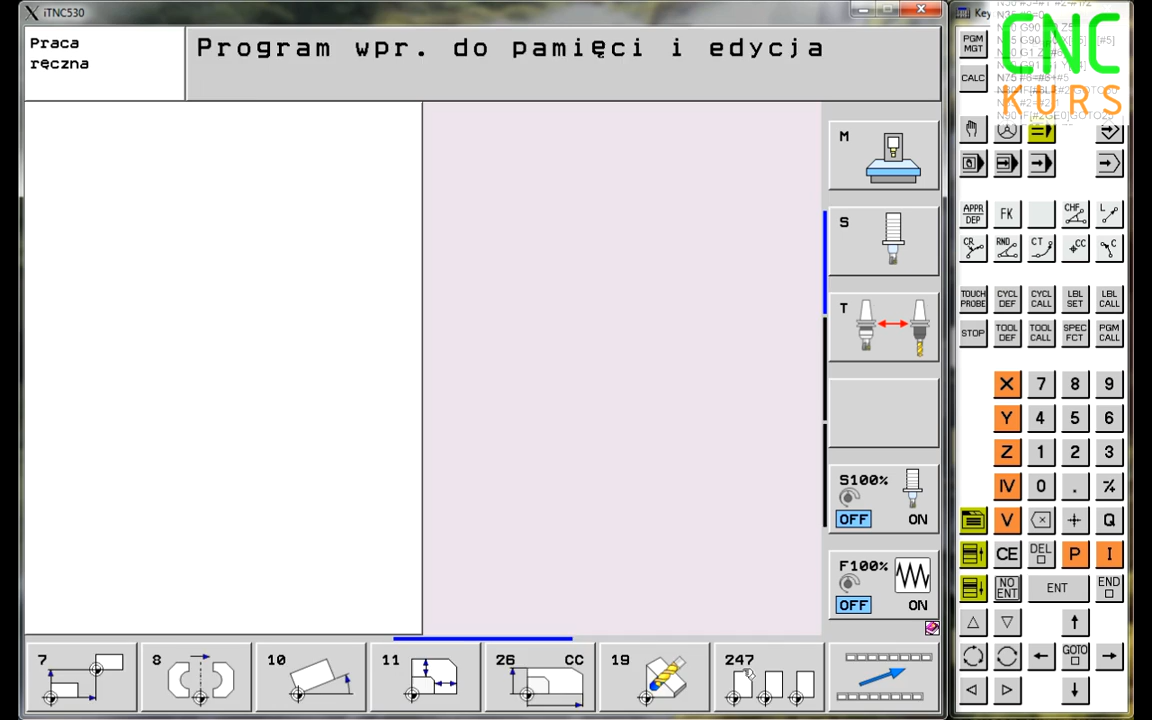 iTNC530
Praca
ręczna
Program wpr. do pamięci i edycja
M
S
T
S100%
OFF ON
F100%
OFF ON
7
8
10
11
26 CC
19
247
Key
CNC
KURS
PGM
MGT
CALC
APPR
DEP
FK
CHF
L
CR
RND
CT
CC
C
TOUCH
PROBE
CYCL
DEF
CYCL
CALL
LBL
SET
LBL
CALL
STOP
TOOL
DEF
TOOL
CALL
SPEC
FCT
PGM
CALL
X 7 8 9
Y 4 5 6
Z 1 2 3
IV 0 .
V Q
CE
DEL
P I
NO
ENT
ENT
END
GOTO